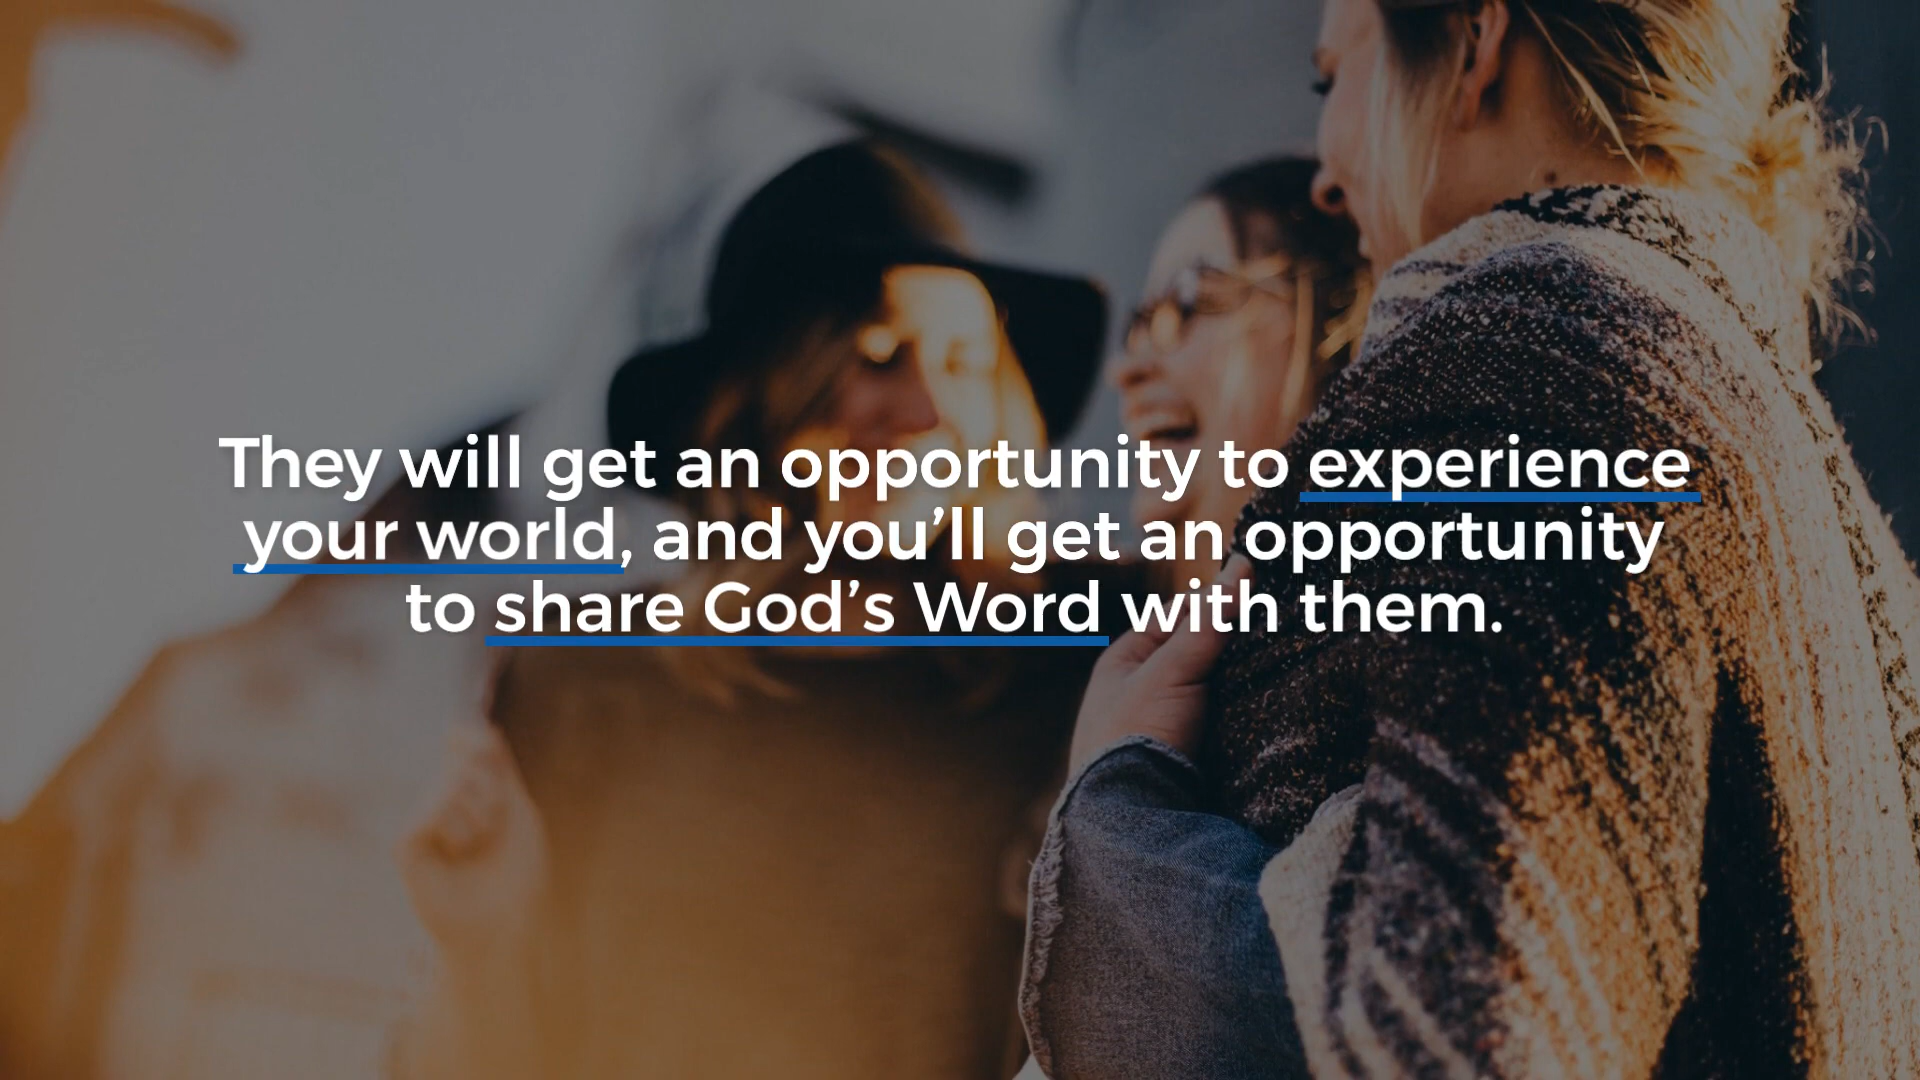 They will get an opportunity to experience
your world, and you’ll get an opportunity
to share God’s Word with them.